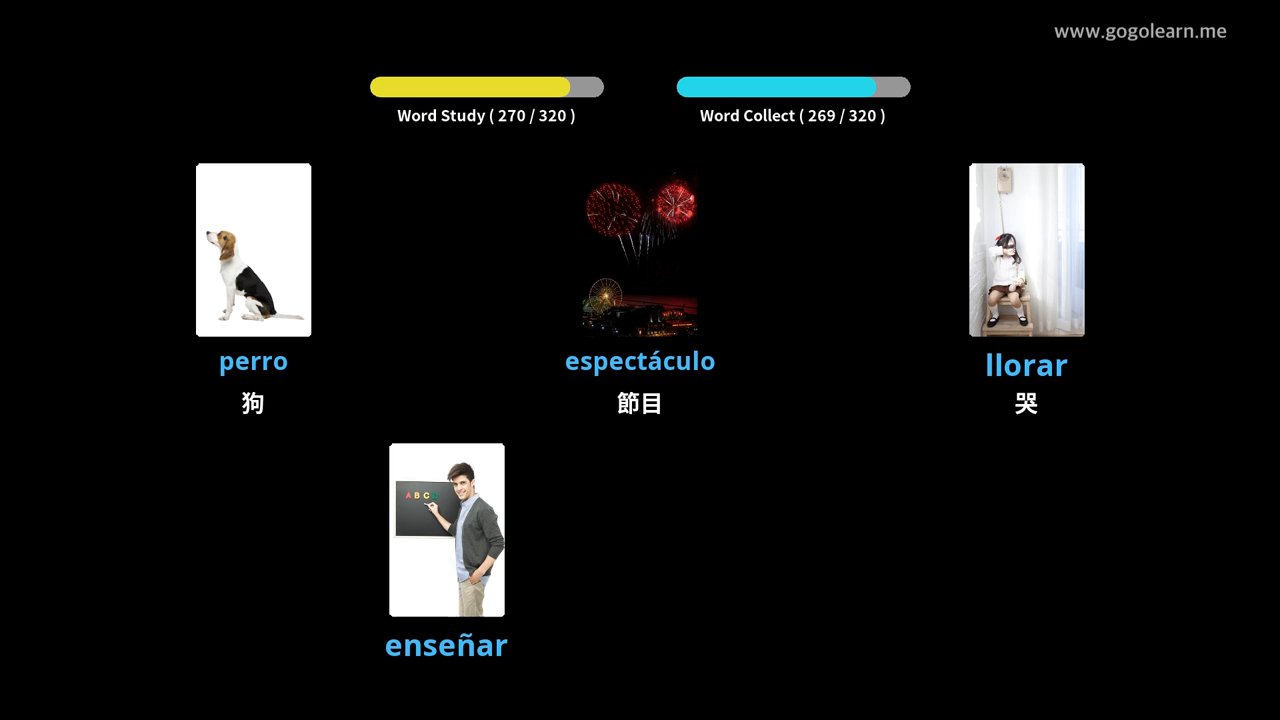 www.gogolearn.me
Word Study ( 270 / 320 )
Word Collect ( 269 / 320 )
perro
espectáculo
llorar
狗
節目
哭
A B C
enseñar